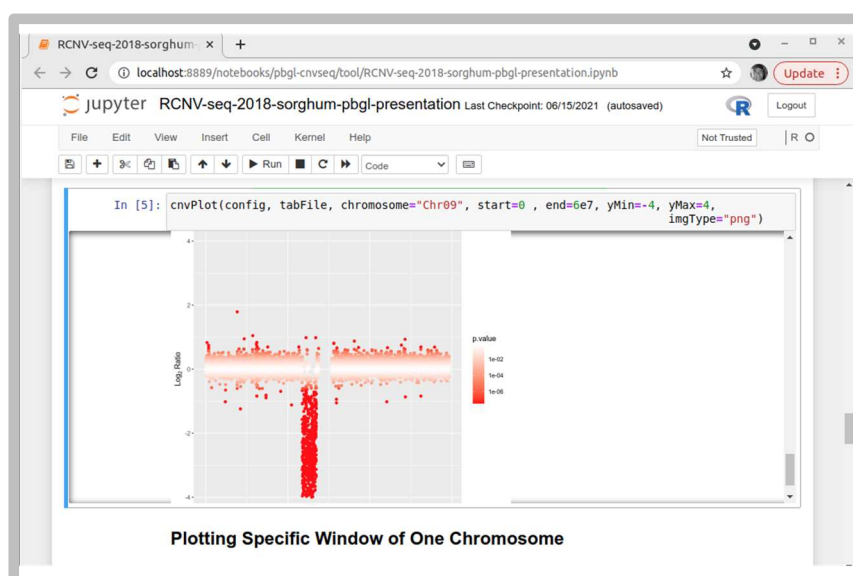 RCNV-seq-2018-sorghum- × +
localhost:8889/notebooks/pbgl-cnvseq/tool/RCNV-seq-2018-sorghum-pbgl-presentation.ipynb
Update
jupyter RCNV-seq-2018-sorghum-pbgl-presentation Last Checkpoint: 06/15/2021 (autosaved)
R
Logout
File Edit View Insert Cell Kernel Help
Not Trusted
R
Run
Code
In [5]: cnvPlot(config, tabFile, chromosome="Chr09", start=0 , end=6e7, yMin=-4, yMax=4,
imgType="png")
4
2
0
-2
-4
Log2 Ratio
p.value
1e-02
1e-04
1e-06
Plotting Specific Window of One Chromosome